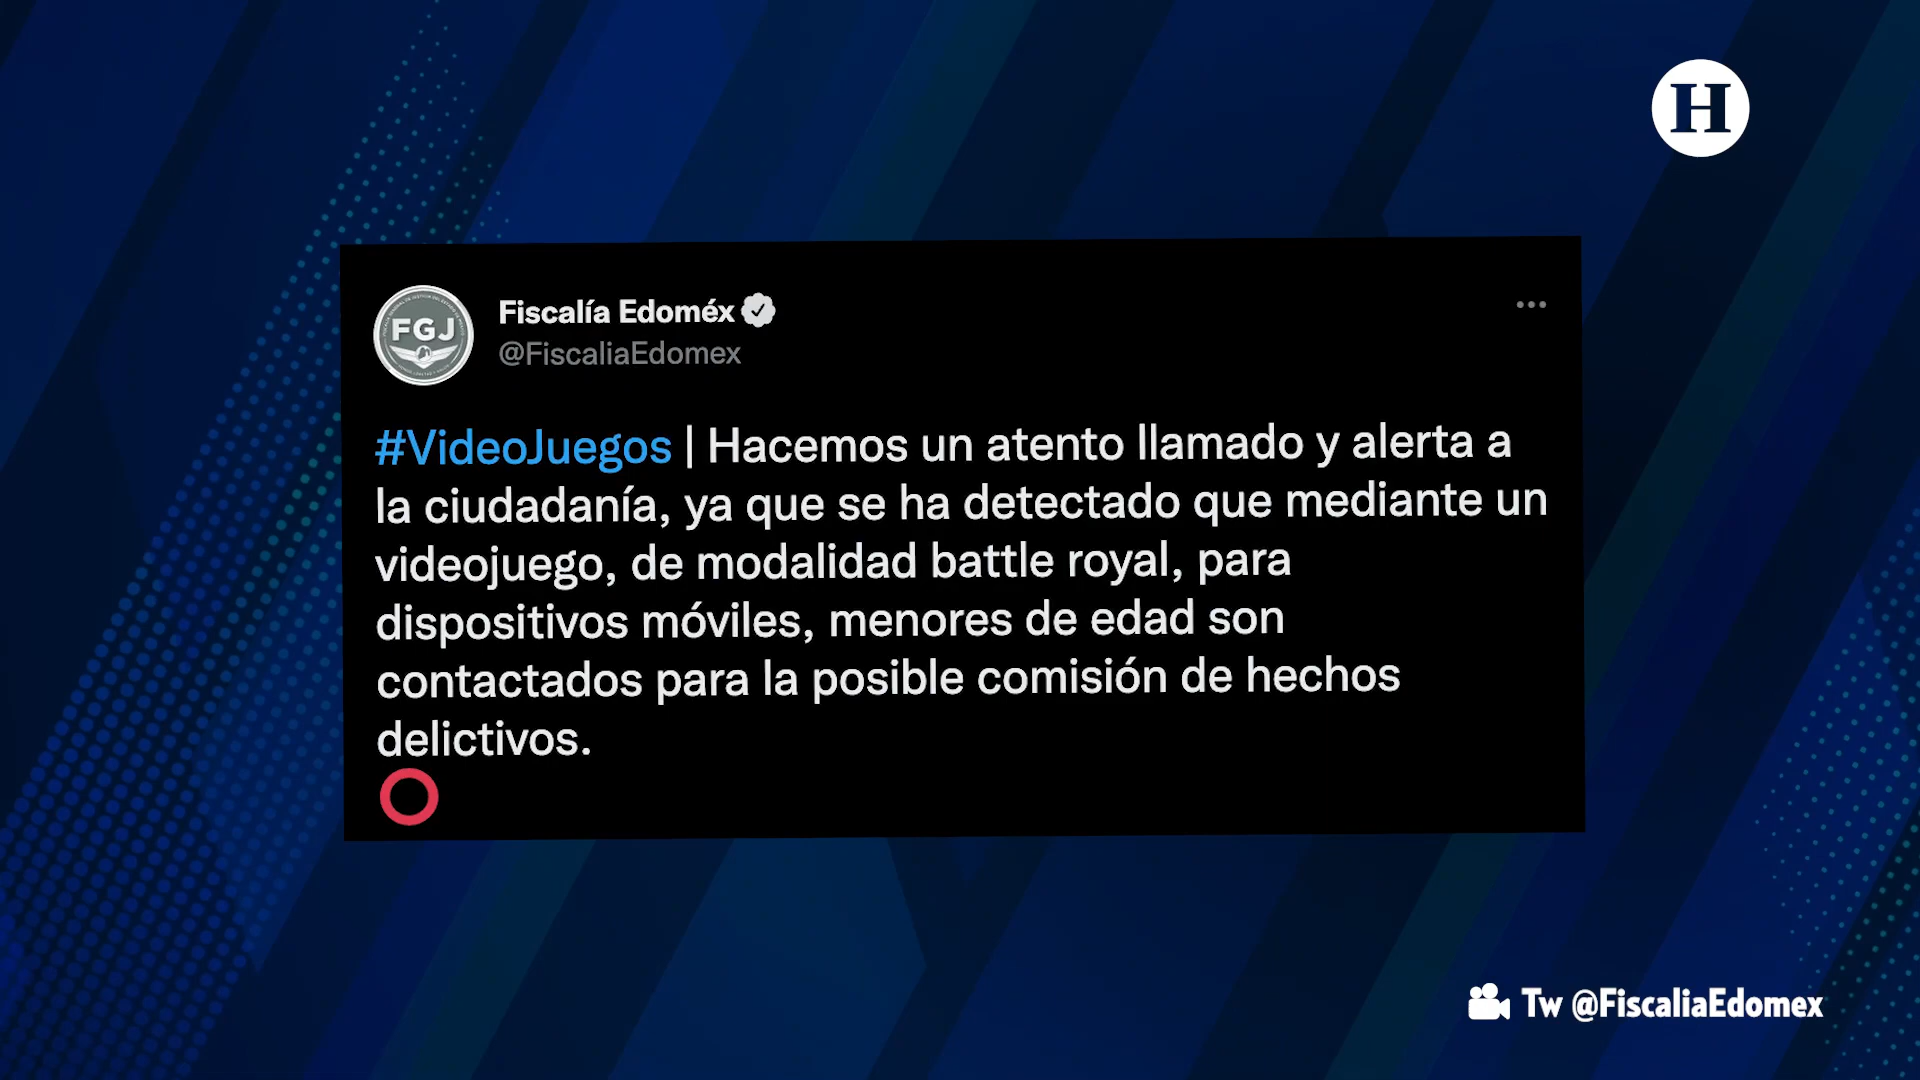 H
FGJ
Fiscalía Edoméx
@FiscaliaEdomex
#VideoJuegos | Hacemos un atento llamado y alerta a
la ciudadanía, ya que se ha detectado que mediante un
videojuego, de modalidad battle royal, para
dispositivos móviles, menores de edad son
contactados para la posible comisión de hechos
delictivos.
Tw @FiscaliaEdomex